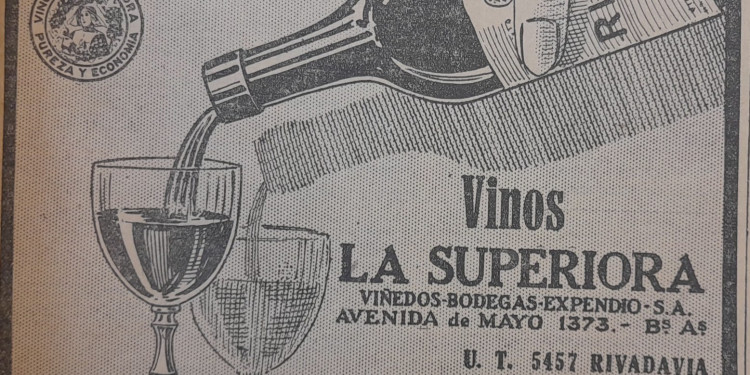 PUREZA Y ECONOMIA
Vinos
LA SUPERIORA
VIÑEDOS-BODEGAS-EXPENDIO-S.A.
AVENIDA de MAYO 1373.- Bs As
U. T. 5457 RIVADAVIA